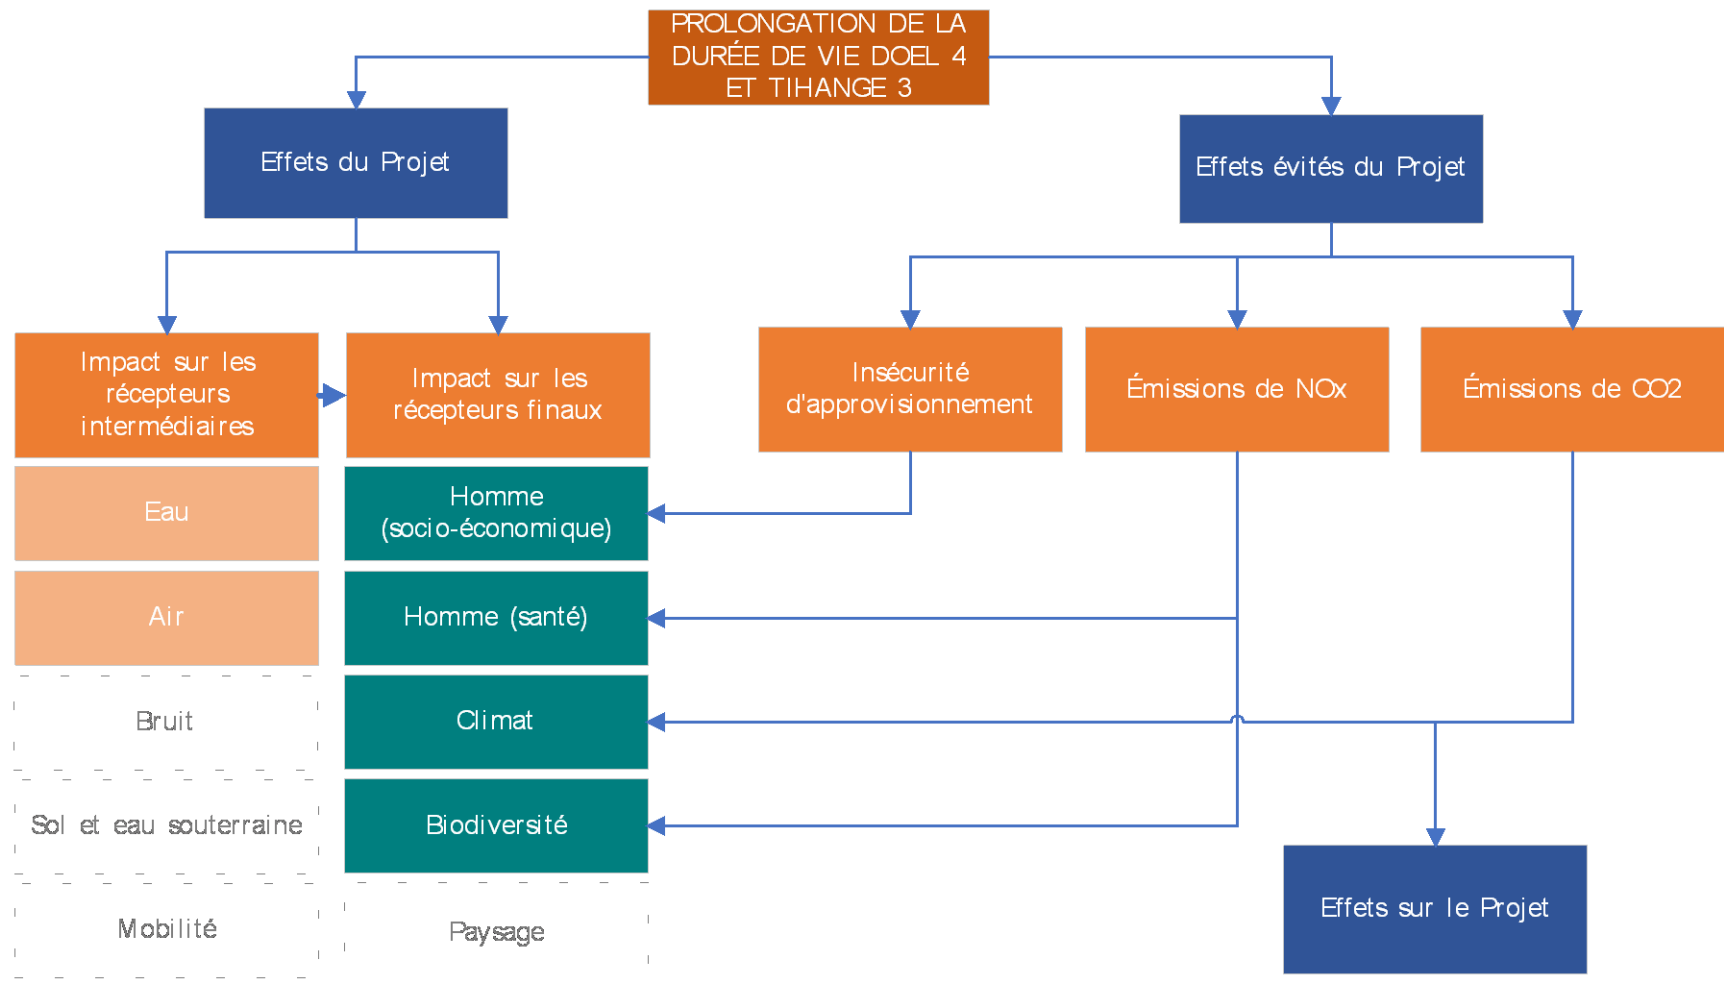 PROLONGATION DE LA
DURÉE DE VIE DOEL 4
ET TIHANGE 3
Effets du Projet
Effets évités du Projet
Impact sur les
récepteurs
intermédiaires
Impact sur les
récepteurs finaux
Insécurité
d'approvisionnement
Émissions de NOx
Émissions de CO2
Eau
Homme
(socio-économique)
Air
Homme (santé)
Bruit
Climat
Sol et eau souterraine
Biodiversité
Mobilité
Paysage
Effets sur le Projet